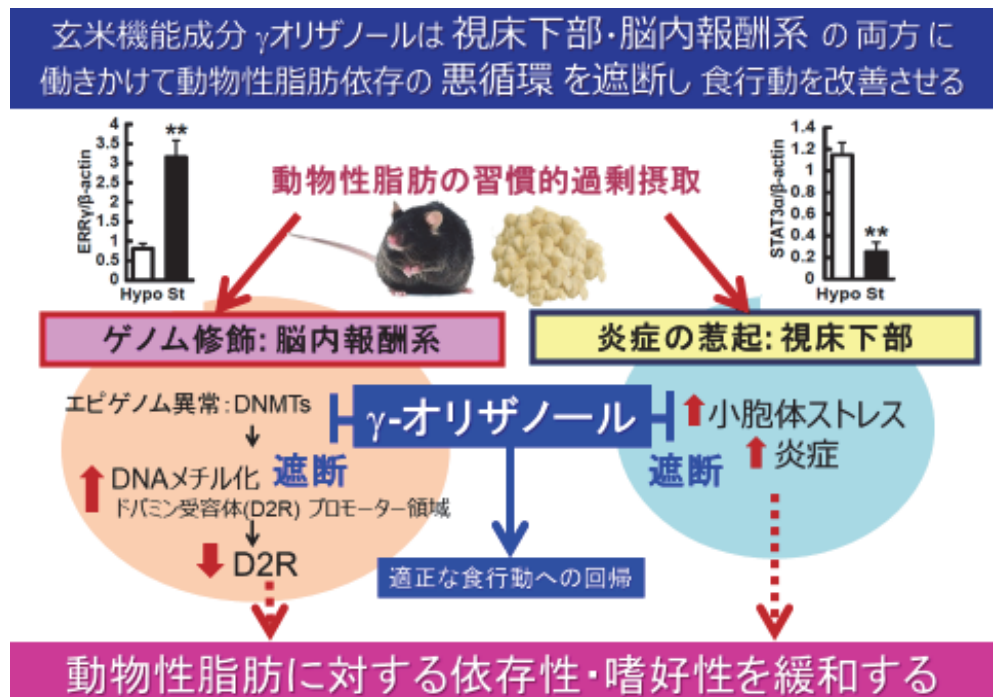 玄米機能成分 γオリザノールは 視床下部・脳内報酬系 の 両方 に
働きかけて動物性脂肪依存の 悪循環 を遮断し 食行動を改善させる
ERRγ/β-actin
4
3.5
3
2.5
2
1.5
1
0.5
0
**
Hypo St
動物性脂肪の習慣的過剰摂取
STAT3α/β-actin
1.4
1.2
1
0.8
0.6
0.4
0.2
0
**
Hypo St
ゲノム修飾: 脳内報酬系
炎症の惹起: 視床下部
エピゲノム異常:DNMTs
γ-オリザノール
小胞体ストレス
炎症
DNAメチル化
遮断
遮断
ドパミン受容体(D2R) プロモーター領域
D2R
適正な食行動への回帰
動物性脂肪に対する依存性・嗜好性を緩和する